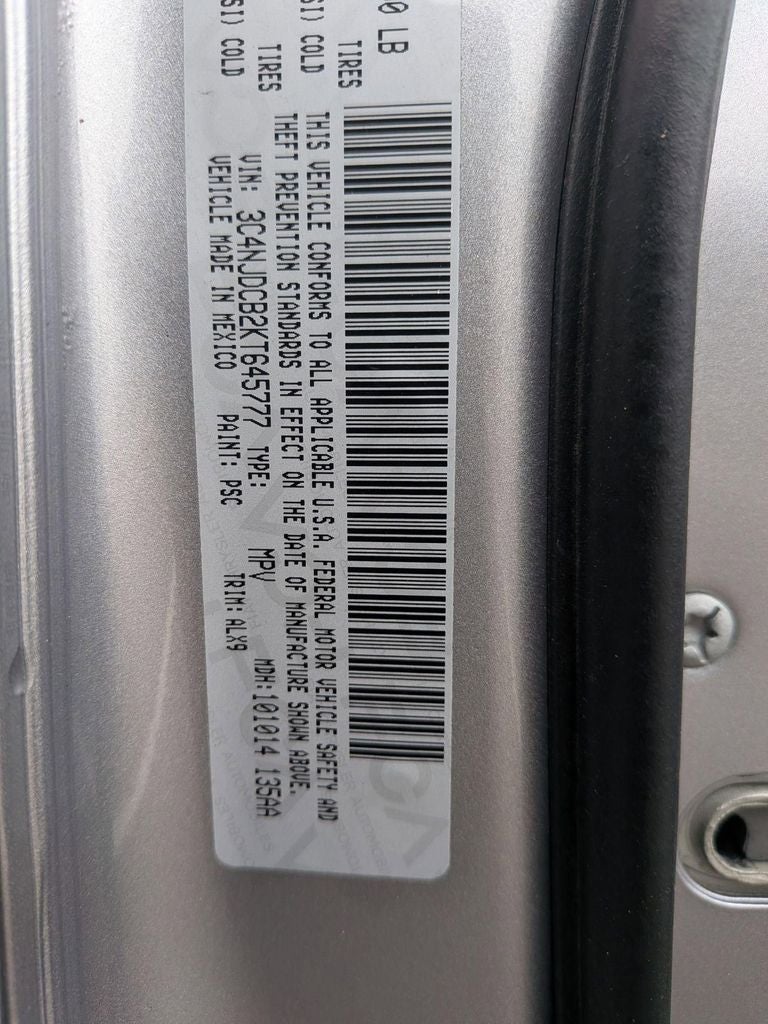 0 LB
TIRES
SI) COLD
TIRES
SI) COLD
THIS VEHICLE CONFORMS TO ALL APPLICABLE U.S.A. FEDERAL MOTOR VEHICLE SAFETY AND
THEFT PREVENTION STANDARDS IN EFFECT ON THE DATE OF MANUFACTURE SHOWN ABOVE.
VIN: 3C4NJDCB2KT645777 TYPE: MPV MDH:101014 135AA
VEHICLE MADE IN MEXICO PAINT: PSC TRIM: ALX9